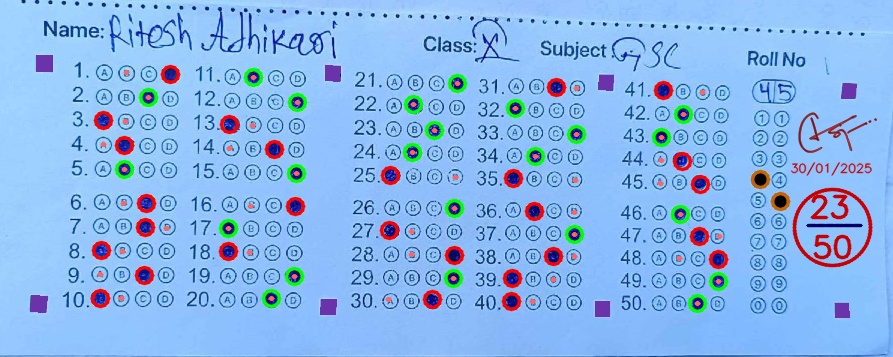 Name: Ritesh Adhikari Class: X Subject GSC Roll No
1. A B C 11. A C D 21. A B C 31. A B D 41. B C D 45
2. A B D 12. A B C 22. A C D 32. B C D 42. A C D 1 1
3. B C D 13. B C D 23. A B D 33. A B C 43. B C D 2 2
4. A C D 14. A B D 24. A C D 34. A C D 44. A C D 3 3
5. A C D 15. A B C 25. B C D 35. B C D 45. A B D 4
30/01/2025
6. A B D 16. A B C 26. A B C 36. A C D 46. A C D 5
7. A B D 17. B C D 27. B C D 37. A B C 47. A B D 6 6
23
8. B C D 18. B C D 28. A B C 38. A B D 48. A B C 7 7
50
9. A B D 19. A B C 29. A B C 39. B C D 49. A B C 8 8
10. B C D 20. A B D 30. A B D 40. B C D 50. A B D 9 9
0 0